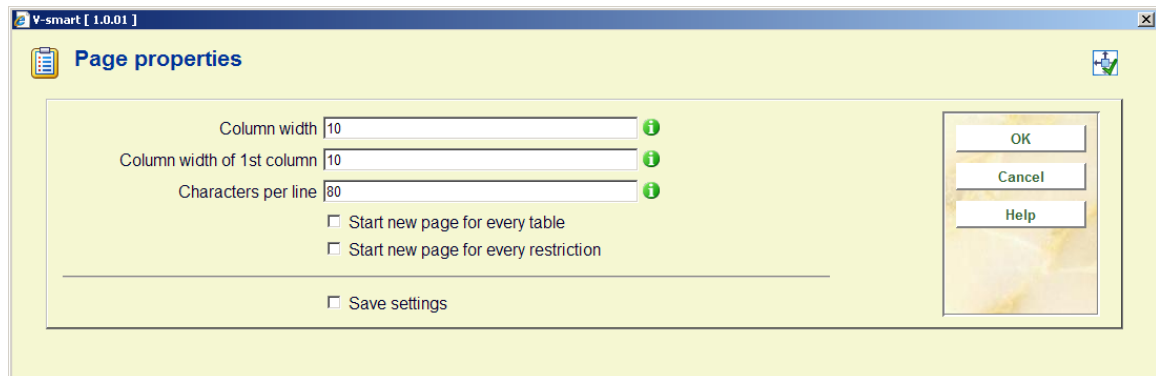 V-smart [ 1.0.01 ]
Page properties
Column width 10
Column width of 1st column 10
Characters per line 80
Start new page for every table
Start new page for every restriction
Save settings
OK
Cancel
Help